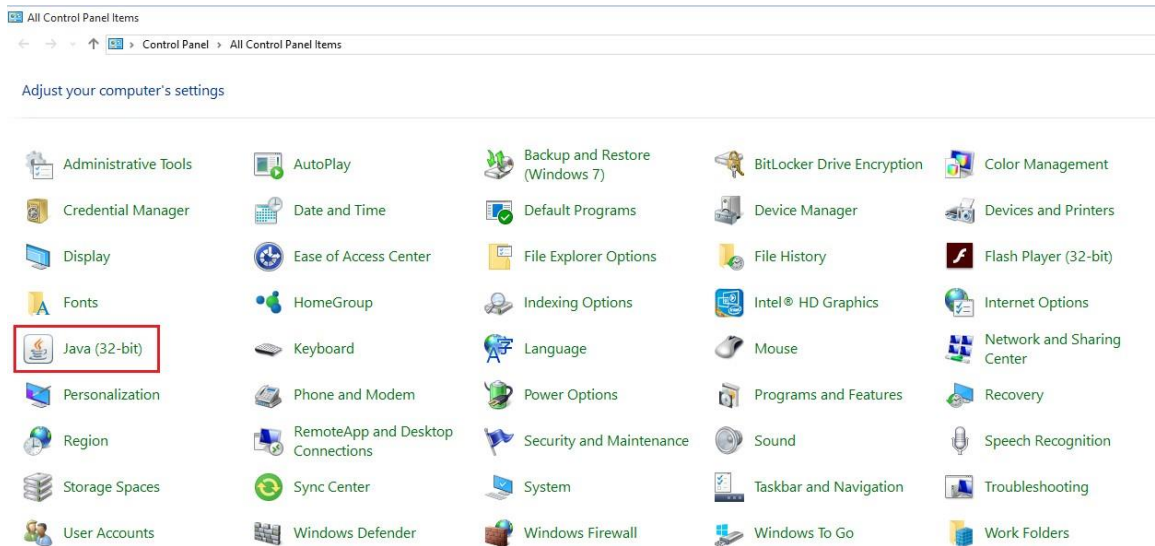 All Control Panel Items
Control Panel > All Control Panel Items
Adjust your computer's settings
Administrative Tools
AutoPlay
Backup and Restore
(Windows 7)
BitLocker Drive Encryption
Color Management
Credential Manager
Date and Time
Default Programs
Device Manager
Devices and Printers
Display
Ease of Access Center
File Explorer Options
File History
Flash Player (32-bit)
Fonts
HomeGroup
Indexing Options
Intel® HD Graphics
Internet Options
Java (32-bit)
Keyboard
Language
Mouse
Network and Sharing
Center
Personalization
Phone and Modem
Power Options
Programs and Features
Recovery
Region
RemoteApp and Desktop
Connections
Security and Maintenance
Sound
Speech Recognition
Storage Spaces
Sync Center
System
Taskbar and Navigation
Troubleshooting
User Accounts
Windows Defender
Windows Firewall
Windows To Go
Work Folders